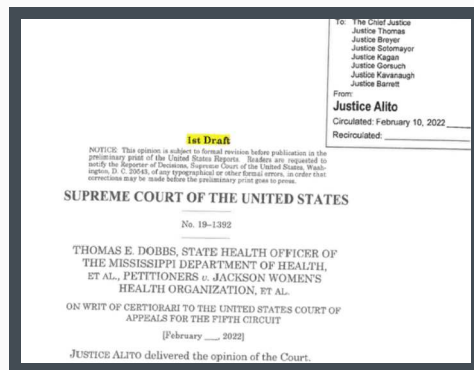 To: The Chief Justice
Justice Thomas
Justice Breyer
Justice Sotomayor
Justice Kagan
Justice Gorsuch
Justice Kavanaugh
Justice Barrett
From:
Justice Alito
Circulated: February 10, 2022
Recirculated:
1st Draft
NOTICE This opinion is subject to formal revision before publication in the
preliminary print of the United States Reports. Readers are requested to
notify the Reporter of Decisions, Supreme Court of the United States, Wash-
ington, D. C. 20543, of any typographical or other formal errors, in order that
corrections may be made before the preliminary print goes to press.
SUPREME COURT OF THE UNITED STATES
No. 19–1392
THOMAS E. DOBBS, STATE HEALTH OFFICER OF
THE MISSISSIPPI DEPARTMENT OF HEALTH,
ET AL., PETITIONERS v. JACKSON WOMEN'S
HEALTH ORGANIZATION, ET AL.
ON WRIT OF CERTIORARI TO THE UNITED STATES COURT OF
APPEALS FOR THE FIFTH CIRCUIT
[February ___, 2022]
JUSTICE ALITO delivered the opinion of the Court.